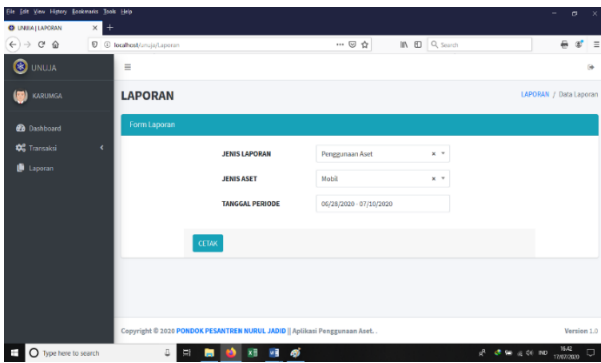 File Edit View History Bookmarks Tools Help
UNUJA | LAPORAN
localhost/unuja/Laporan
Search
UNUJA
KARUMGA
LAPORAN
LAPORAN / Data Laporan
Dashboard
Transaksi
Laporan
Form Laporan
JENIS LAPORAN
Penggunaan Aset
JENIS ASET
Mobil
TANGGAL PERIODE
06/28/2020 - 07/10/2020
CETAK
Copyright © 2020 PONDOK PESANTREN NURUL JADID || Aplikasi Penggunaan Aset. .
Version 1.0
Type here to search
IND
16.42
17/07/2020